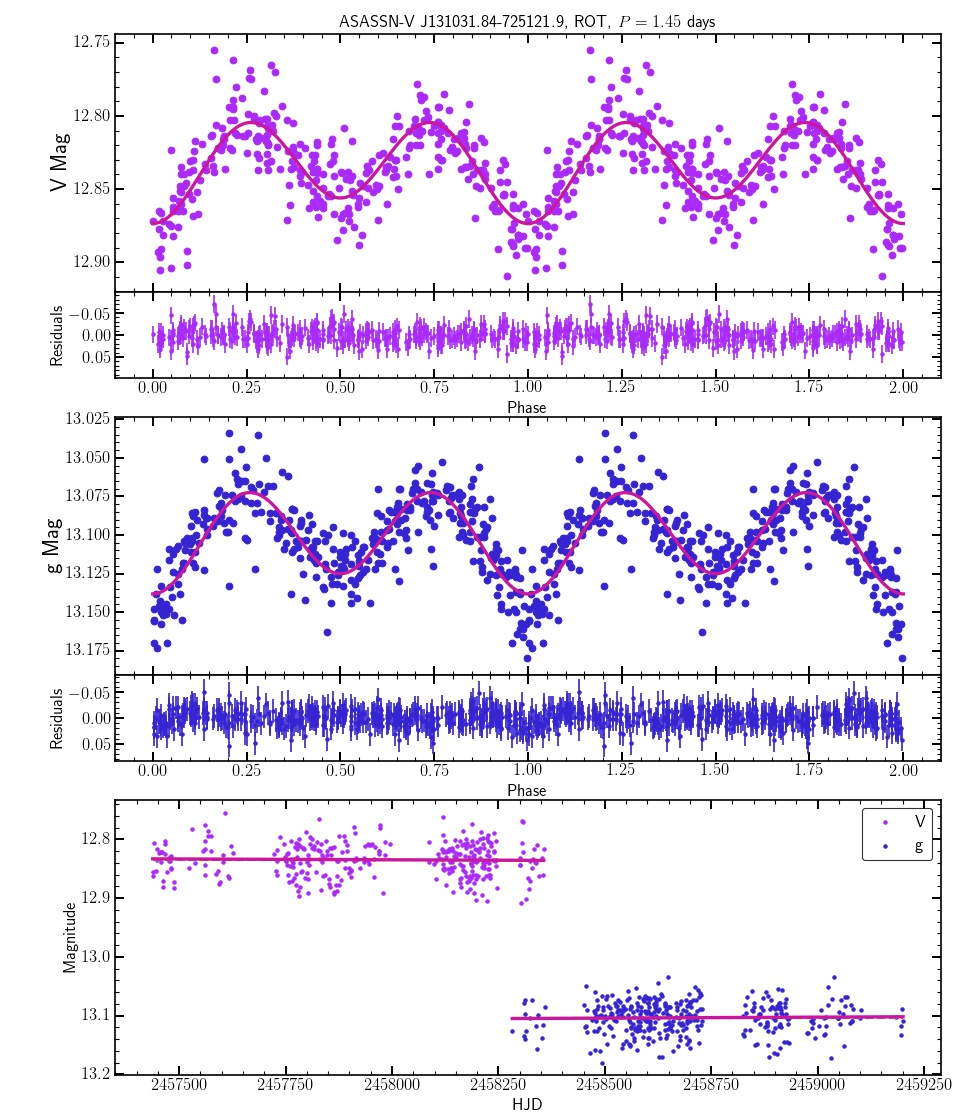 ASASSN-V J131031.84-725121.9, ROT, P = 1.45 days
12.75
12.80
12.85
12.90
V Mag
−0.05
0.00
0.05
Residuals
0.00 0.25 0.50 0.75 1.00 1.25 1.50 1.75 2.00
Phase
13.025
13.050
13.075
13.100
13.125
13.150
13.175
g Mag
−0.05
0.00
0.05
Residuals
0.00 0.25 0.50 0.75 1.00 1.25 1.50 1.75 2.00
Phase
V
g
12.8
12.9
13.0
13.1
13.2
Magnitude
2457500 2457750 2458000 2458250 2458500 2458750 2459000 2459250
HJD